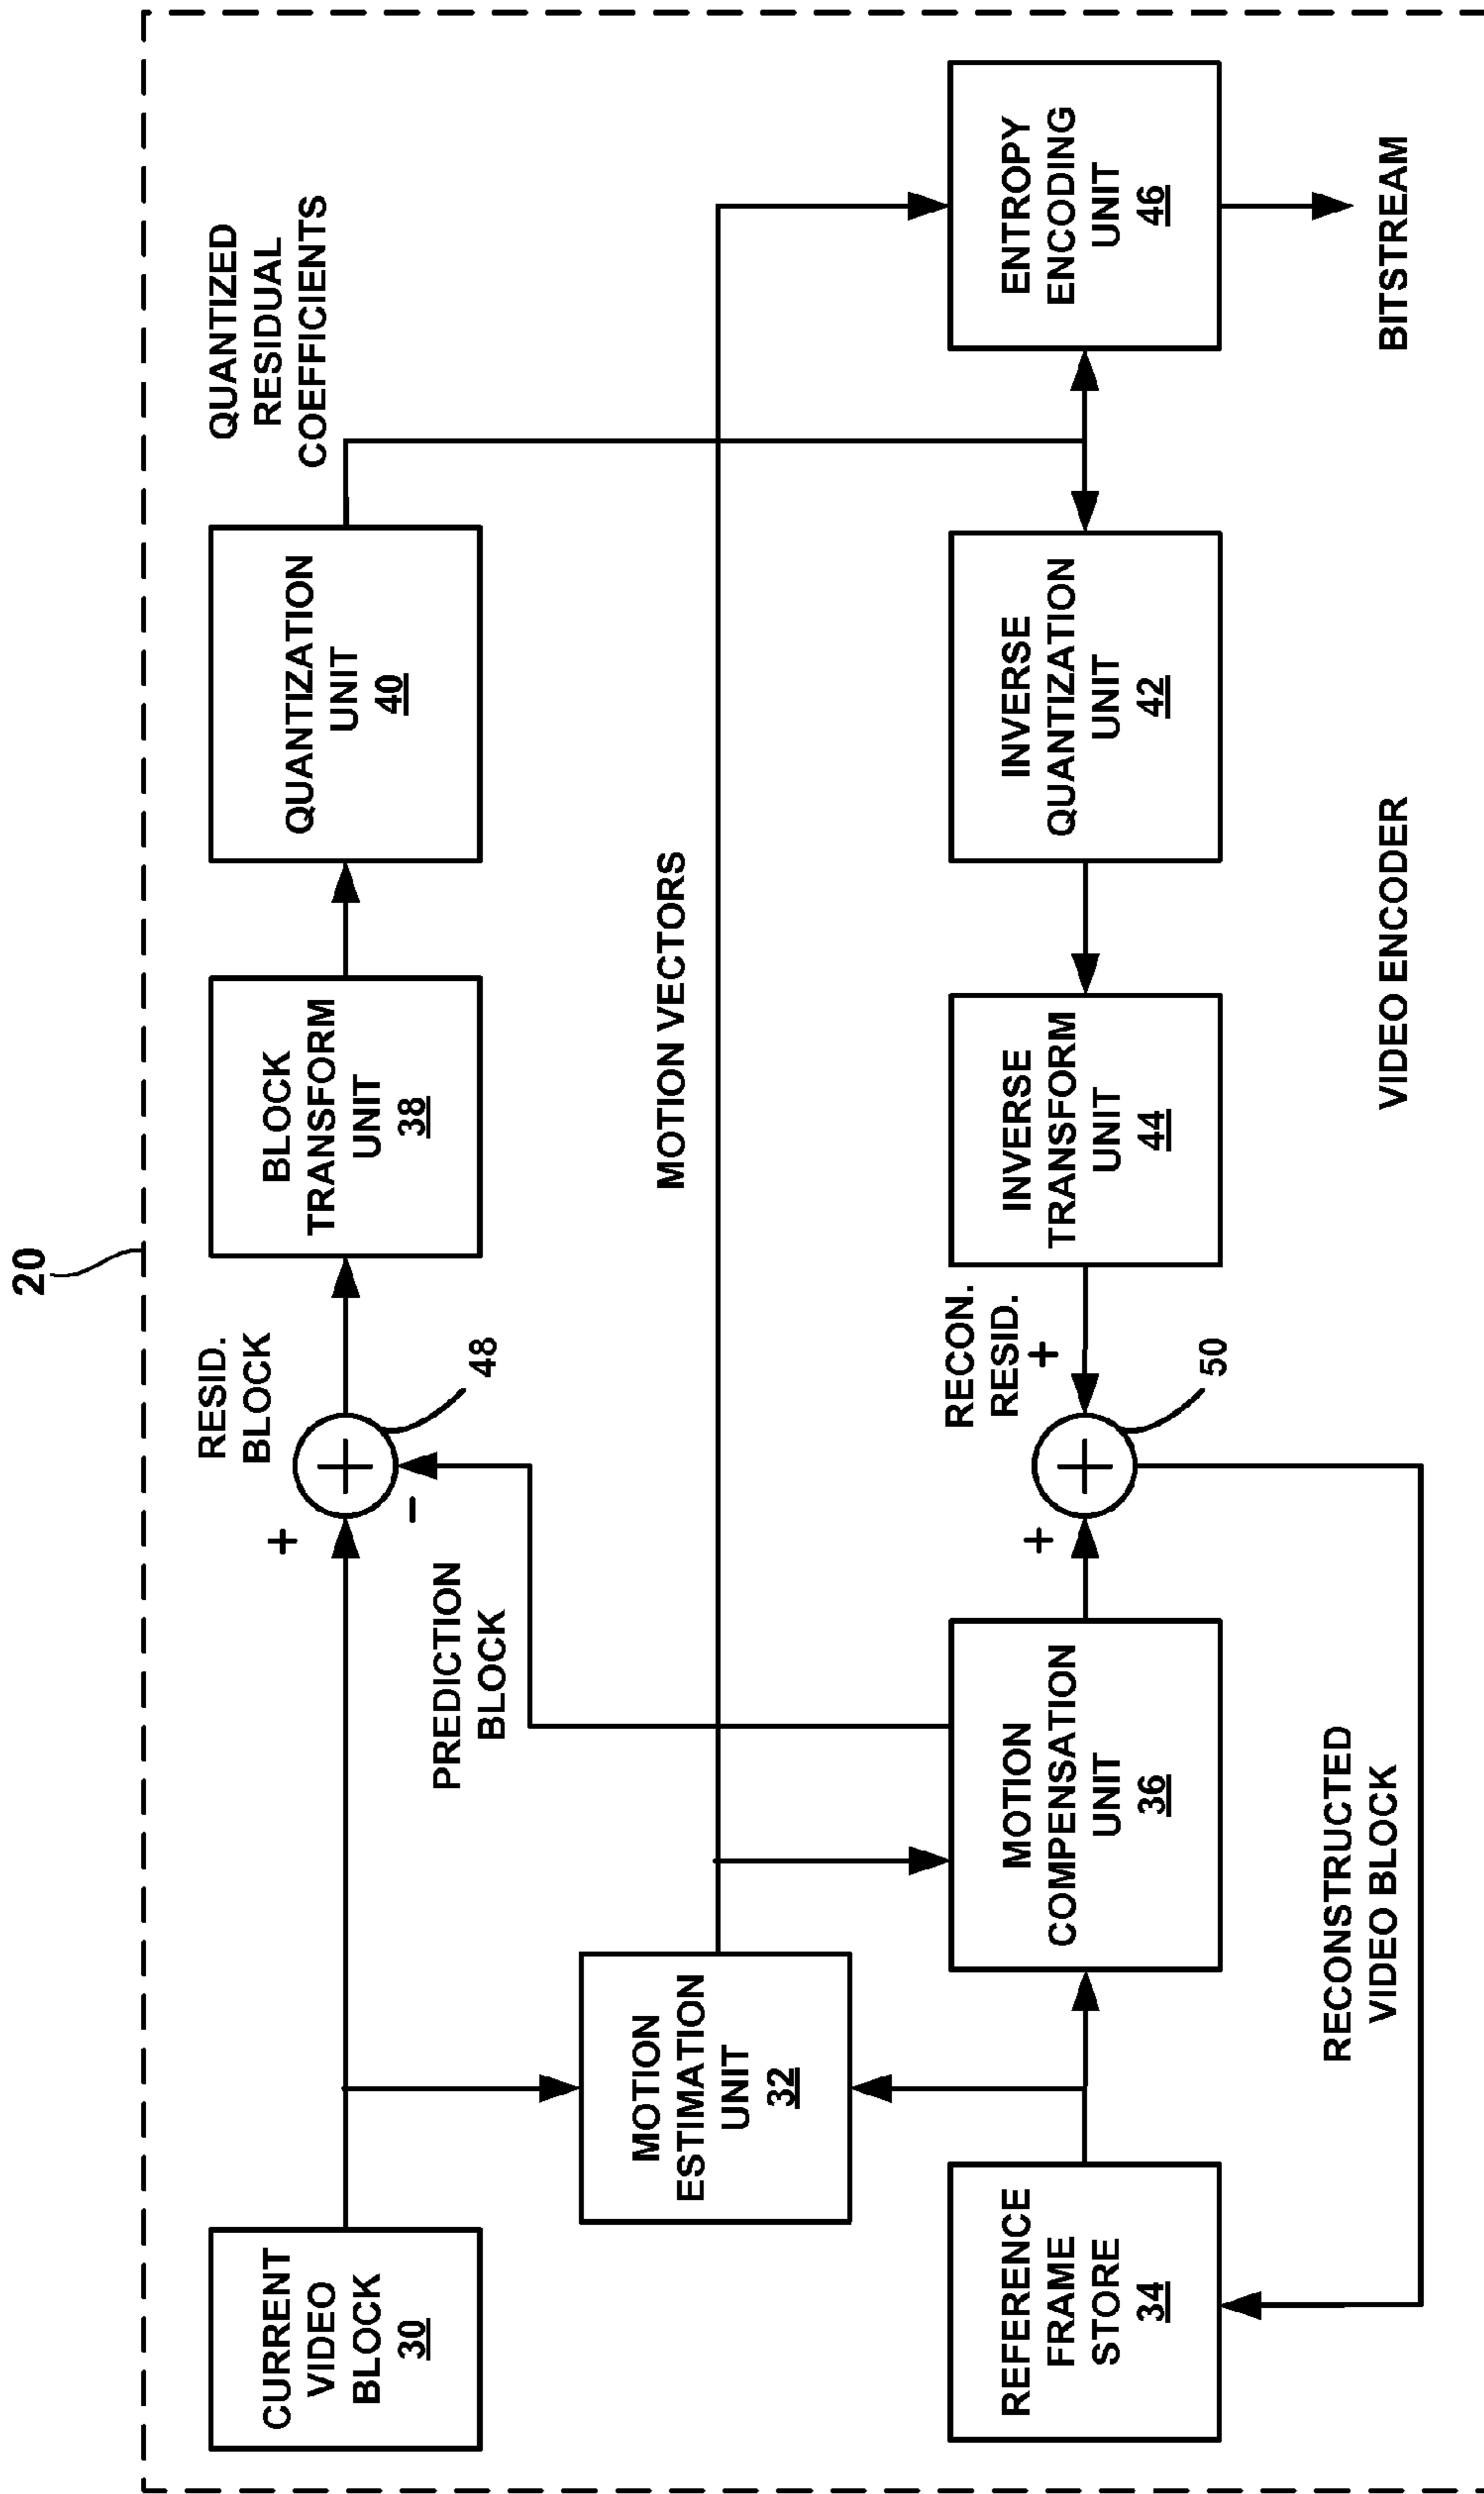 20
CURRENT
VIDEO
BLOCK
30
+
-
RESID.
BLOCK
48
BLOCK
TRANSFORM
UNIT
38
QUANTIZATION
UNIT
40
QUANTIZED
RESIDUAL
COEFFICIENTS
PREDICTION
BLOCK
MOTION
ESTIMATION
UNIT
32
MOTION VECTORS
REFERENCE
FRAME
STORE
34
MOTION
COMPENSATION
UNIT
36
+
RECON.
RESID.
+
50
INVERSE
TRANSFORM
UNIT
44
INVERSE
QUANTIZATION
UNIT
42
ENTROPY
ENCODING
UNIT
46
RECONSTRUCTED
VIDEO BLOCK
VIDEO ENCODER
BITSTREAM